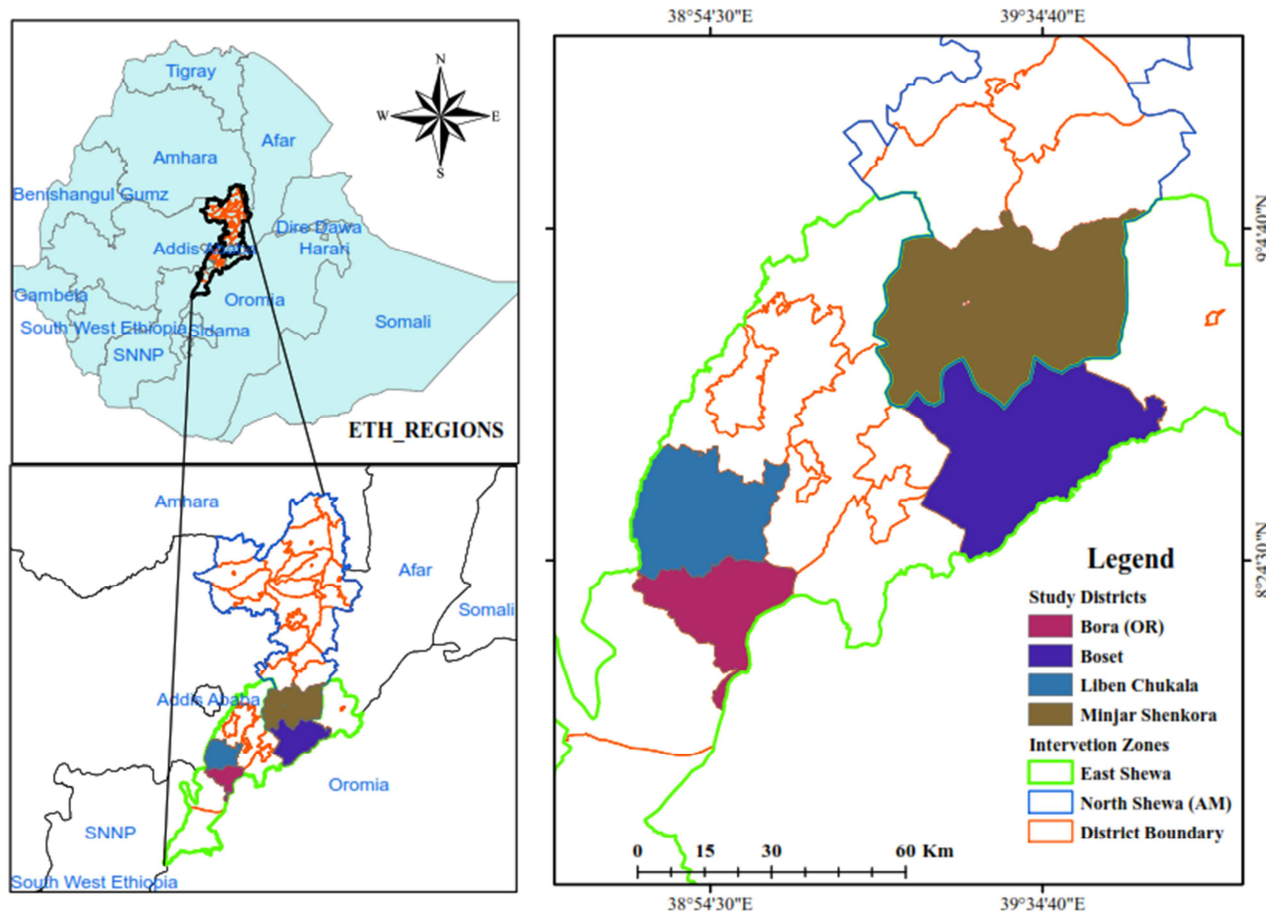 38°54'30"E
39°34'40"E
Tigray
N
W
E
S
Afar
Amhara
Benishangul Gumz
Dire Dawa
Addis Ababa
Harari
Gambela
Oromia
South West Ethiopia
Sidama
Somali
SNNP
ETH_REGIONS
Amhara
Afar
Somali
Addis Ababa
Oromia
SNNP
South West Ethiopia
Legend
Study Districts
Bora (OR)
Boset
Liben Chukala
Minjar Shenkora
Intervetion Zones
East Shewa
North Shewa (AM)
District Boundary
0 15 30 60 Km
38°54'30"E
39°34'40"E